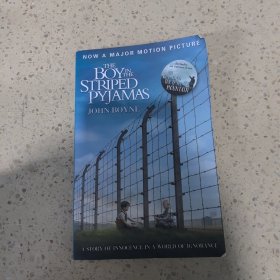 NOW A MAJOR MOTION PICTURE
THE
BOY IN THE
STRIPED
PYJAMAS
JOHN BOYNE
A STORY OF INNOCENCE IN A WORLD OF IGNORANCE